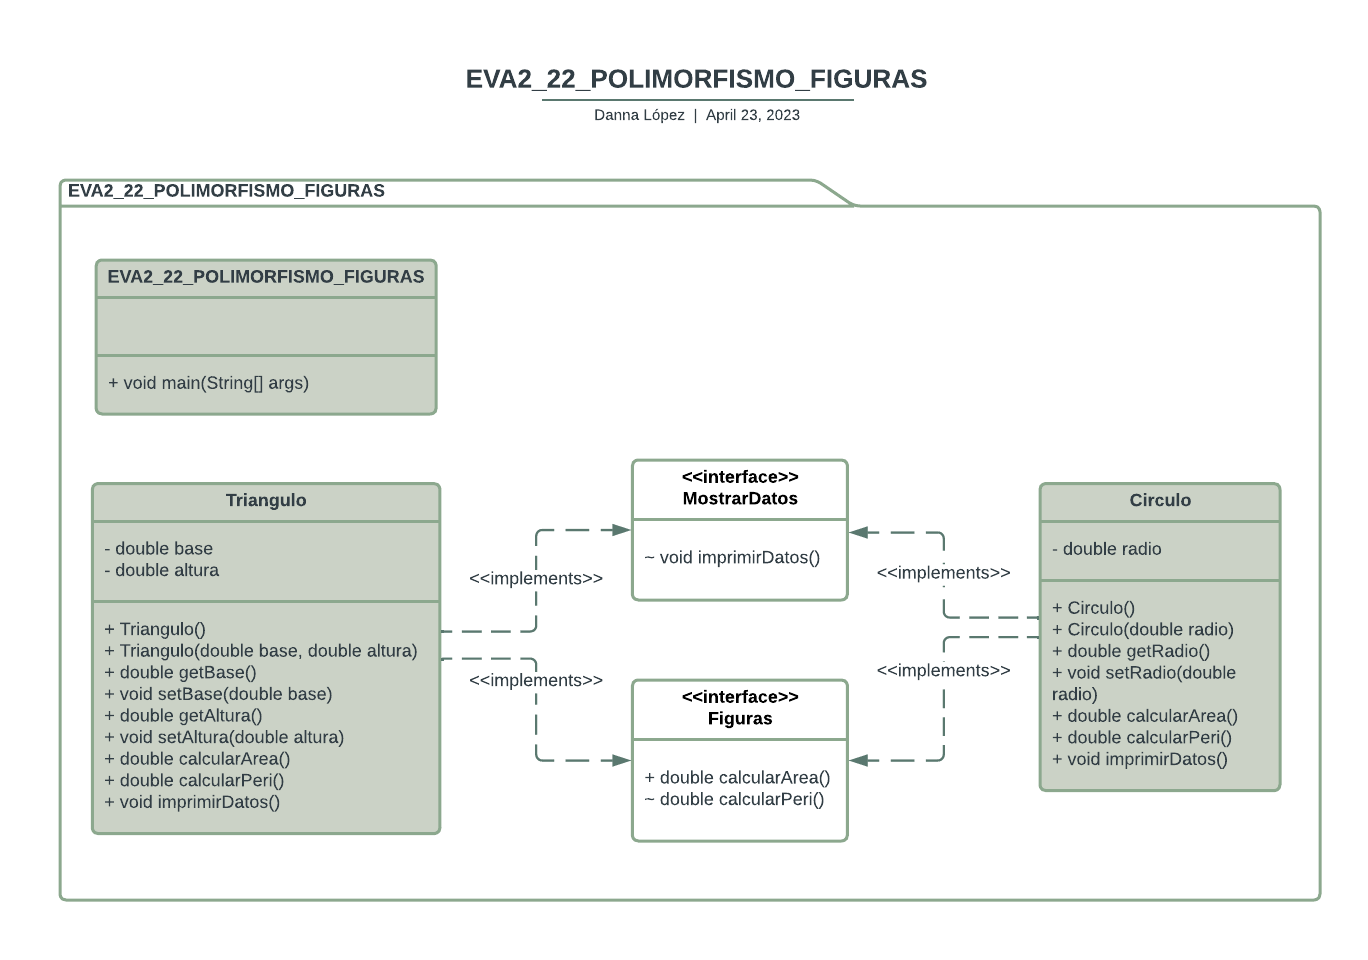 EVA2_22_POLIMORFISMO_FIGURAS
Danna López | April 23, 2023
EVA2_22_POLIMORFISMO_FIGURAS
EVA2_22_POLIMORFISMO_FIGURAS
+ void main(String[] args)
Triangulo
- double base
- double altura
+ Triangulo()
+ Triangulo(double base, double altura)
+ double getBase()
+ void setBase(double base)
+ double getAltura()
+ void setAltura(double altura)
+ double calcularArea()
+ double calcularPeri()
+ void imprimirDatos()
<<implements>>
<<implements>>
<<interface>>
MostrarDatos
~ void imprimirDatos()
<<interface>>
Figuras
+ double calcularArea()
~ double calcularPeri()
<<implements>>
<<implements>>
Circulo
- double radio
+ Circulo()
+ Circulo(double radio)
+ double getRadio()
+ void setRadio(double
radio)
+ double calcularArea()
+ double calcularPeri()
+ void imprimirDatos()